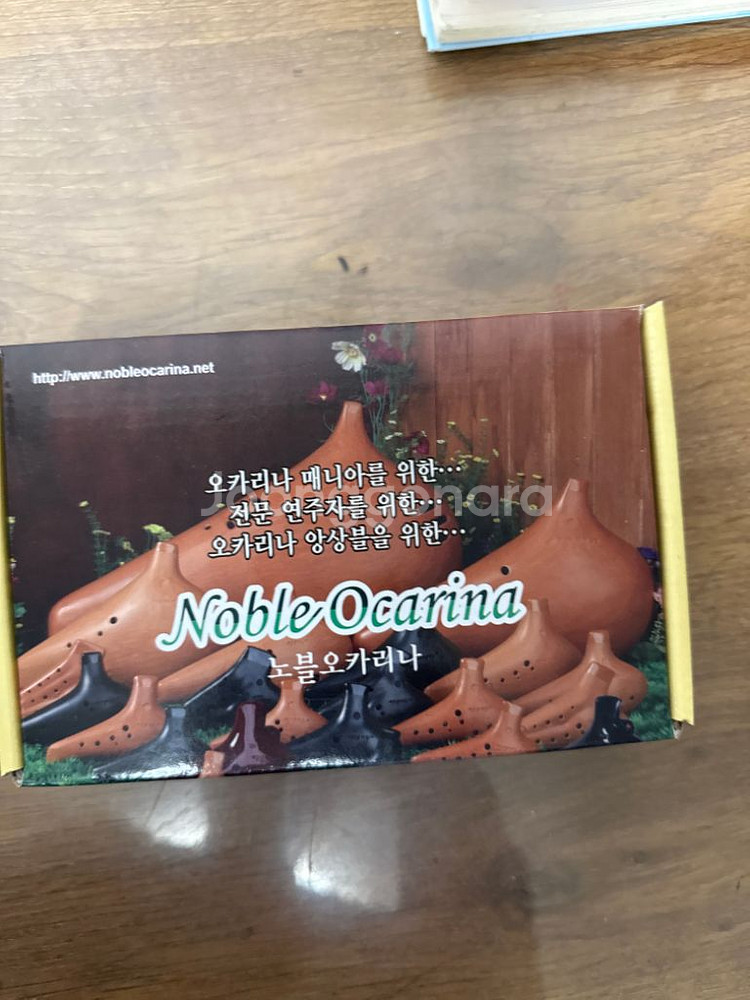 http://www.nobleocarina.net
오카리나 매니아를 위한…
전문 연주자를 위한…
Joonggonara
오카리나 앙상블을 위한…
Noble Ocarina
노블오카리나